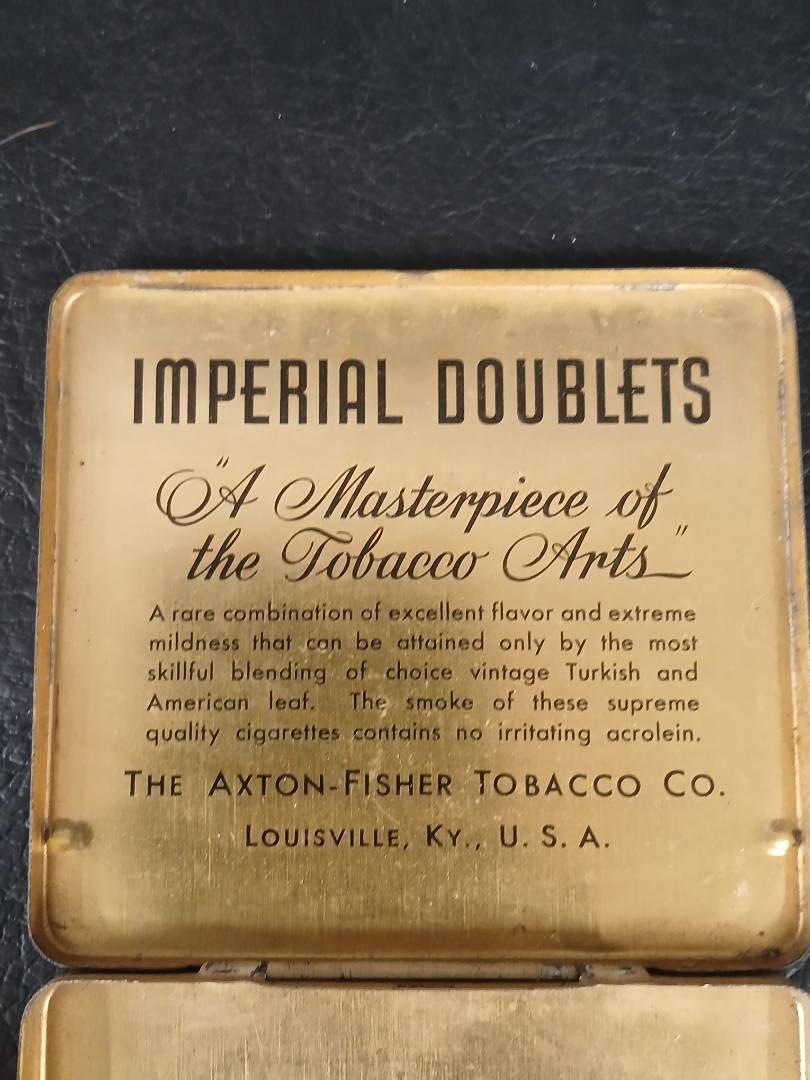 IMPERIAL DOUBLETS
"A Masterpiece of
the Tobacco Arts"
A rare combination of excellent flavor and extreme
mildness that can be attained only by the most
skillful blending of choice vintage Turkish and
American leaf. The smoke of these supreme
quality cigarettes contains no irritating acrolein.
THE AXTON-FISHER TOBACCO CO.
LOUISVILLE, KY., U. S. A.